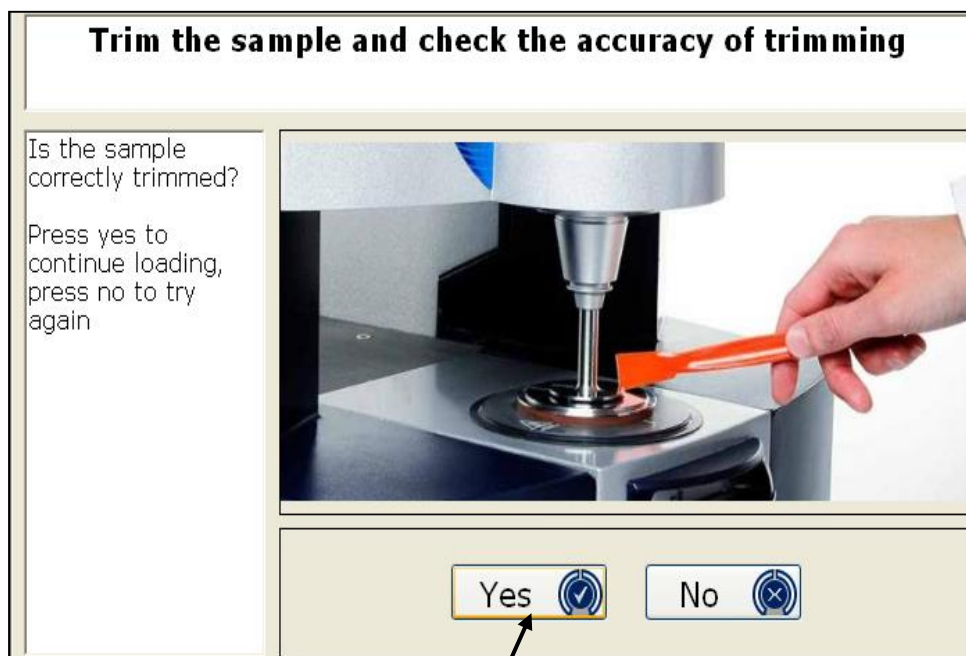 Trim the sample and check the accuracy of trimming
Is the sample
correctly trimmed?
Press yes to
continue loading,
press no to try
again
Yes
No